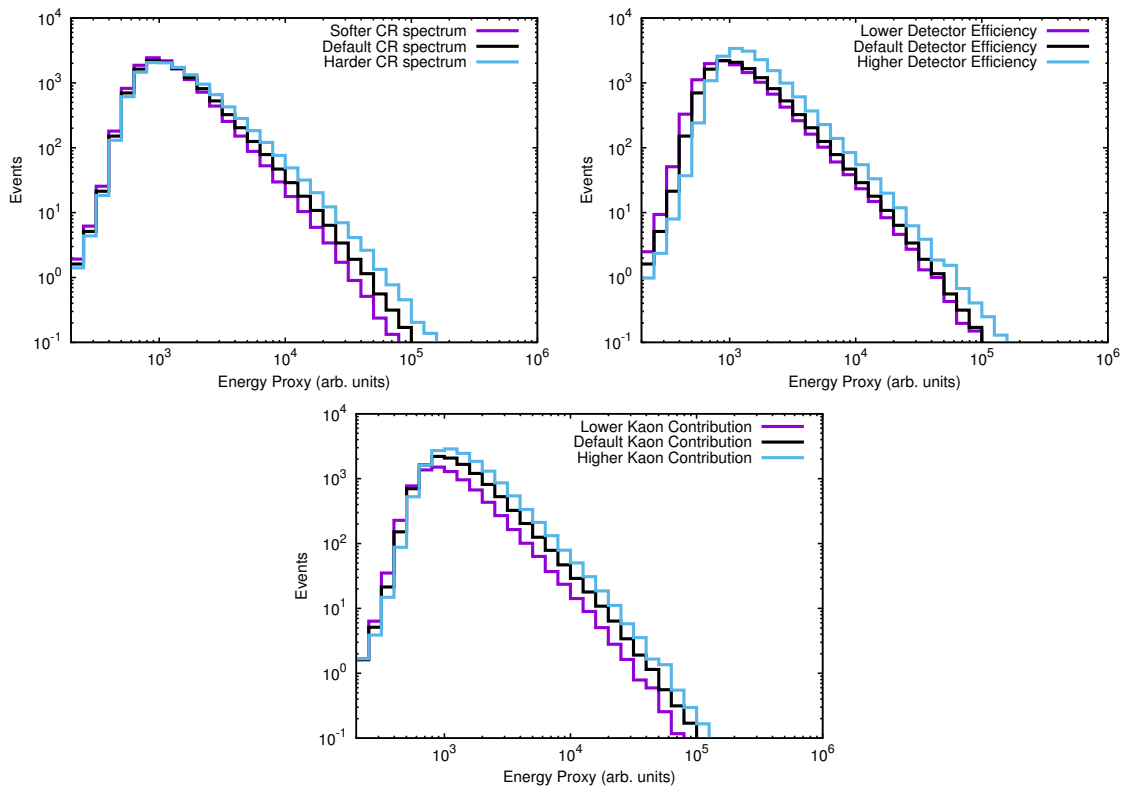 Softer CR spectrum
Default CR spectrum
Harder CR spectrum
10^4
10^3
10^2
10^1
10^0
10^-1
Events
10^3 10^4 10^5 10^6
Energy Proxy (arb. units)
Lower Detector Efficiency
Default Detector Efficiency
Higher Detector Efficiency
10^4
10^3
10^2
10^1
10^0
10^-1
Events
10^3 10^4 10^5 10^6
Energy Proxy (arb. units)
Lower Kaon Contribution
Default Kaon Contribution
Higher Kaon Contribution
10^4
10^3
10^2
10^1
10^0
10^-1
Events
10^3 10^4 10^5 10^6
Energy Proxy (arb. units)